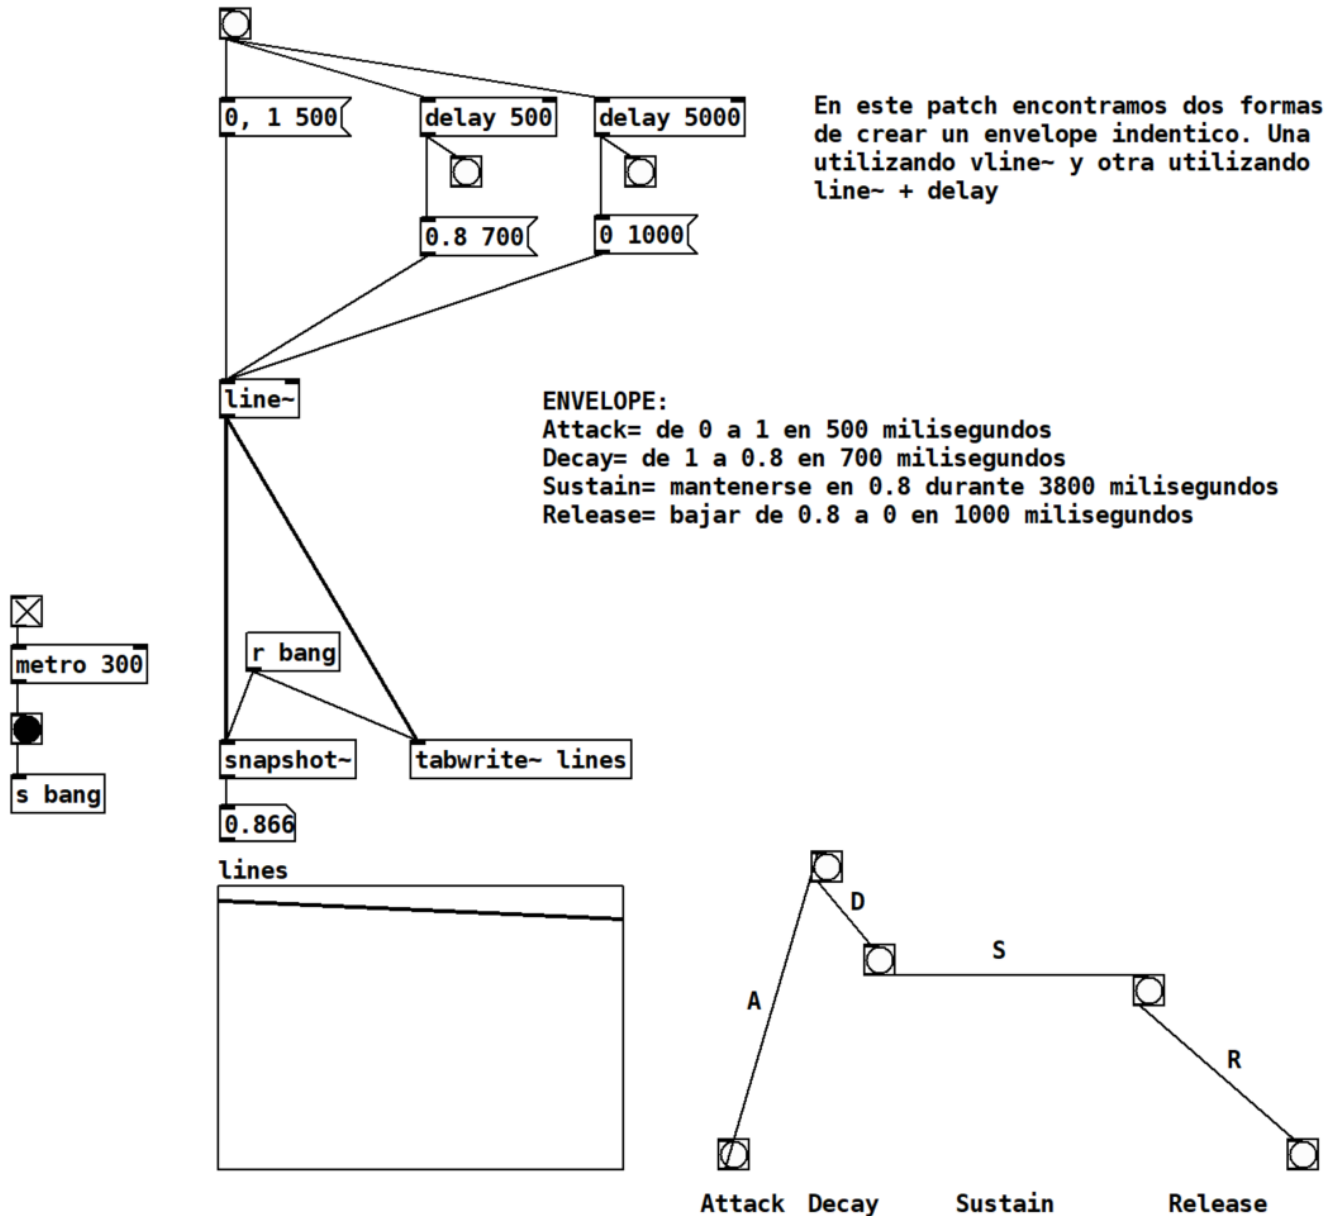 0, 1 500
delay 500
delay 5000
En este patch encontramos dos formas
de crear un envelope indentico. Una
utilizando vline~ y otra utilizando
line~ + delay
0.8 700
0 1000
line~
ENVELOPE:
Attack= de 0 a 1 en 500 milisegundos
Decay= de 1 a 0.8 en 700 milisegundos
Sustain= mantenerse en 0.8 durante 3800 milisegundos
Release= bajar de 0.8 a 0 en 1000 milisegundos
r bang
metro 300
snapshot~
tabwrite~ lines
s bang
0.866
lines
D
S
A
R
Attack
Decay
Sustain
Release